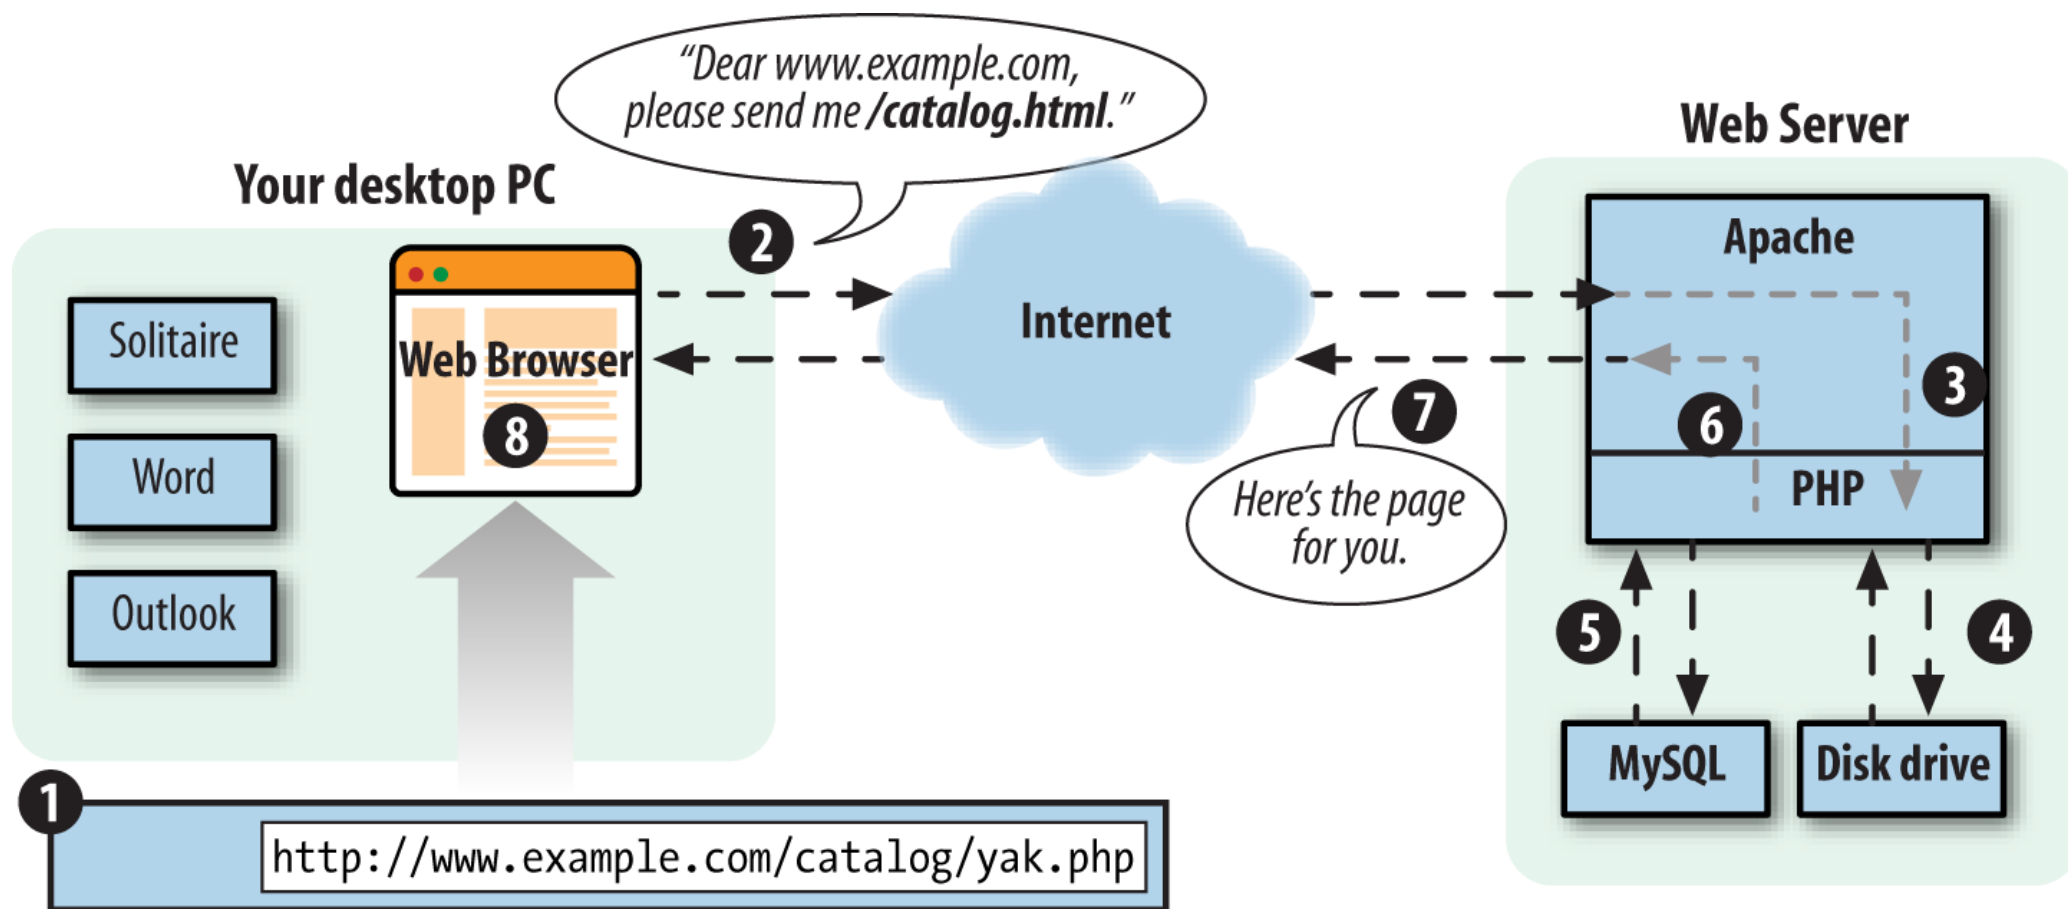 “Dear www.example.com,
please send me /catalog.html.”
Web Server
Your desktop PC
2
Apache
Solitaire
Internet
Web Browser
3
7
6
8
Word
PHP
Here’s the page
for you.
Outlook
5
4
MySQL
Disk drive
1
http://www.example.com/catalog/yak.php